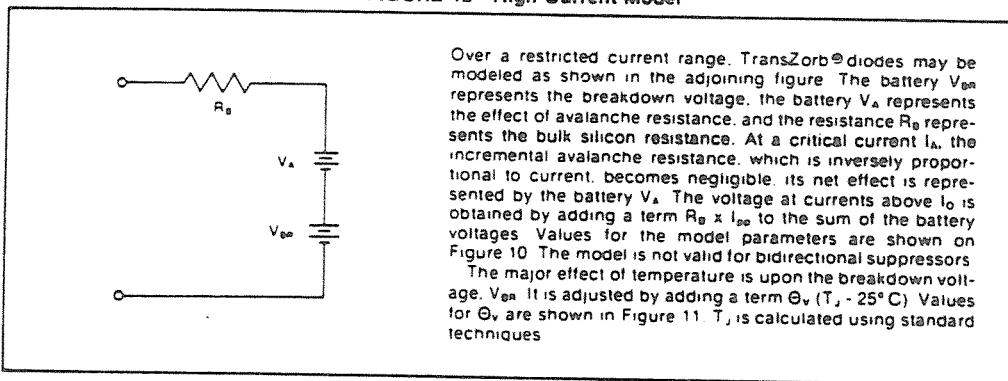 High Current Model
R_B
V_A
V_BR
Over a restricted current range. TransZorb® diodes may be
modeled as shown in the adjoining figure The battery V_BR
represents the breakdown voltage. the battery V_A represents
the effect of avalanche resistance. and the resistance R_B repre-
sents the bulk silicon resistance. At a critical current I_A, the
incremental avalanche resistance. which is inversely propor-
tional to current. becomes negligible. its net effect is repre-
sented by the battery V_A The voltage at currents above I_O is
obtained by adding a term R_B x I_pp to the sum of the battery
voltages Values for the model parameters are shown on
Figure 10 The model is not valid for bidirectional suppressors
The major effect of temperature is upon the breakdown volt-
age. V_BR It is adjusted by adding a term Θ_v (T_J - 25° C) Values
for Θ_v are shown in Figure 11. T_J is calculated using standard
techniques